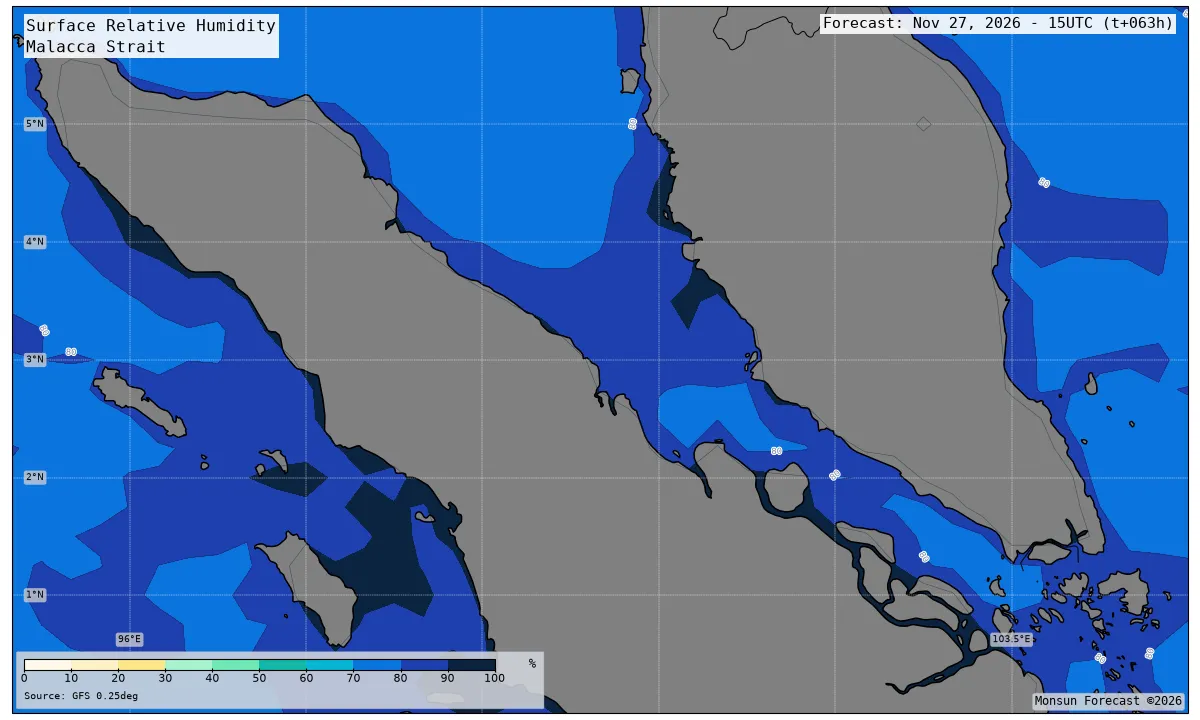 Surface Relative Humidity
Malacca Strait
Forecast: Nov 27, 2026 - 15UTC (t+063h)
80
80
5°N
80
4°N
80
80
3°N
80
80
2°N
80
1°N
96°E
103.5°E
80
80
%
0 10 20 30 40 50 60 70 80 90 100
Source: GFS 0.25deg
Monsun Forecast ©2026